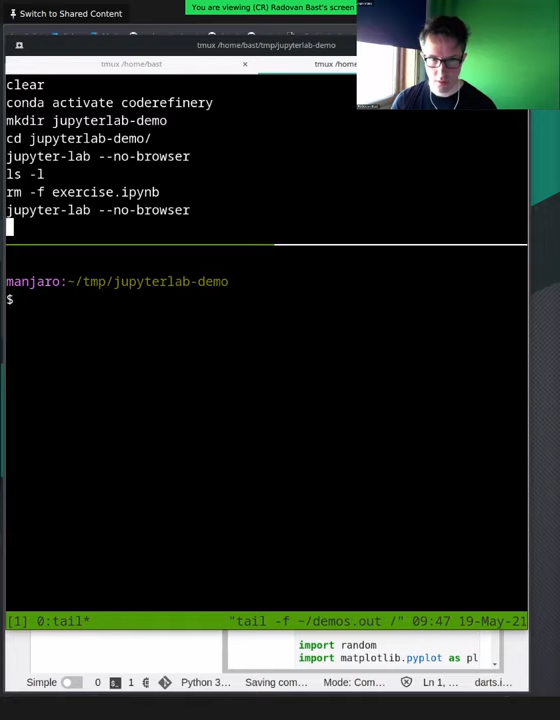 Switch to Shared Content
You are viewing (CR) Radovan Bast's screen
tmux /home/bast/tmp/jupyterlab-demo
tmux /home/bast
×
tmux /hom
clear
conda activate coderefinery
mkdir jupyterlab-demo
cd jupyterlab-demo/
jupyter-lab --no-browser
ls -l
rm -f exercise.ipynb
jupyter-lab --no-browser
manjaro:~/tmp/jupyterlab-demo
$
[1] 0:tail* "tail -f ~/demos.out /" 09:47 19-May-21
import random
import matplotlib.pyplot as pl
Simple 0 1 Python 3… Saving com… Mode: Com… Ln 1,… darts.i…